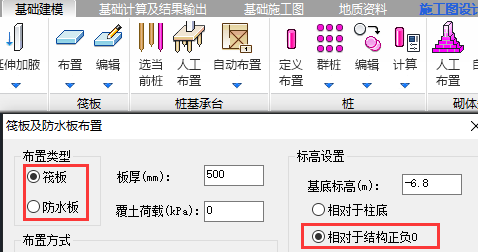 基础建模 基础计算及结果输出 基础施工图 地质资料 施工图设
延伸加腋 布置 编辑 选当前桩 人工布置 自动布置 定义布置 群桩 编辑 计算 人工布置
筏板 桩基承台 桩 砌体
筏板及防水板布置
布置类型 标高设置
筏板 板厚(mm): 500 基底标高(m): -6.8
防水板 覆土荷载(kPa): 0 相对于柱底
布置方式 相对于结构正负0